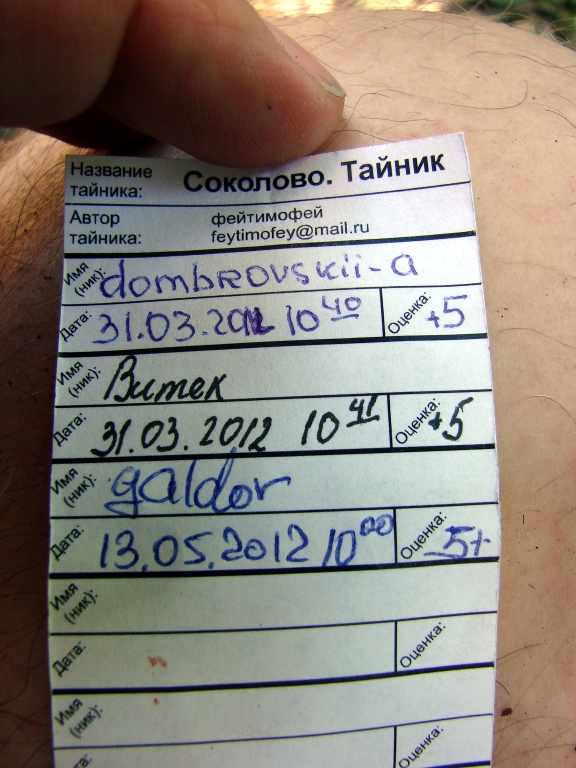 Название тайника: Соколово. Тайник
Автор тайника: фейтимофей feytimofey@mail.ru
Имя (ник): dombrovskii-a
Дата: 31.03.2012 10 40 Оценка: +5
Имя (ник): Витек
Дата: 31.03.2012 10 41 Оценка: +5
Имя (ник): galdor
Дата: 13.05.2012 10 00 Оценка: 5+
Имя (ник):
Дата: Оценка:
Имя (ник):
Дата: Оценка: